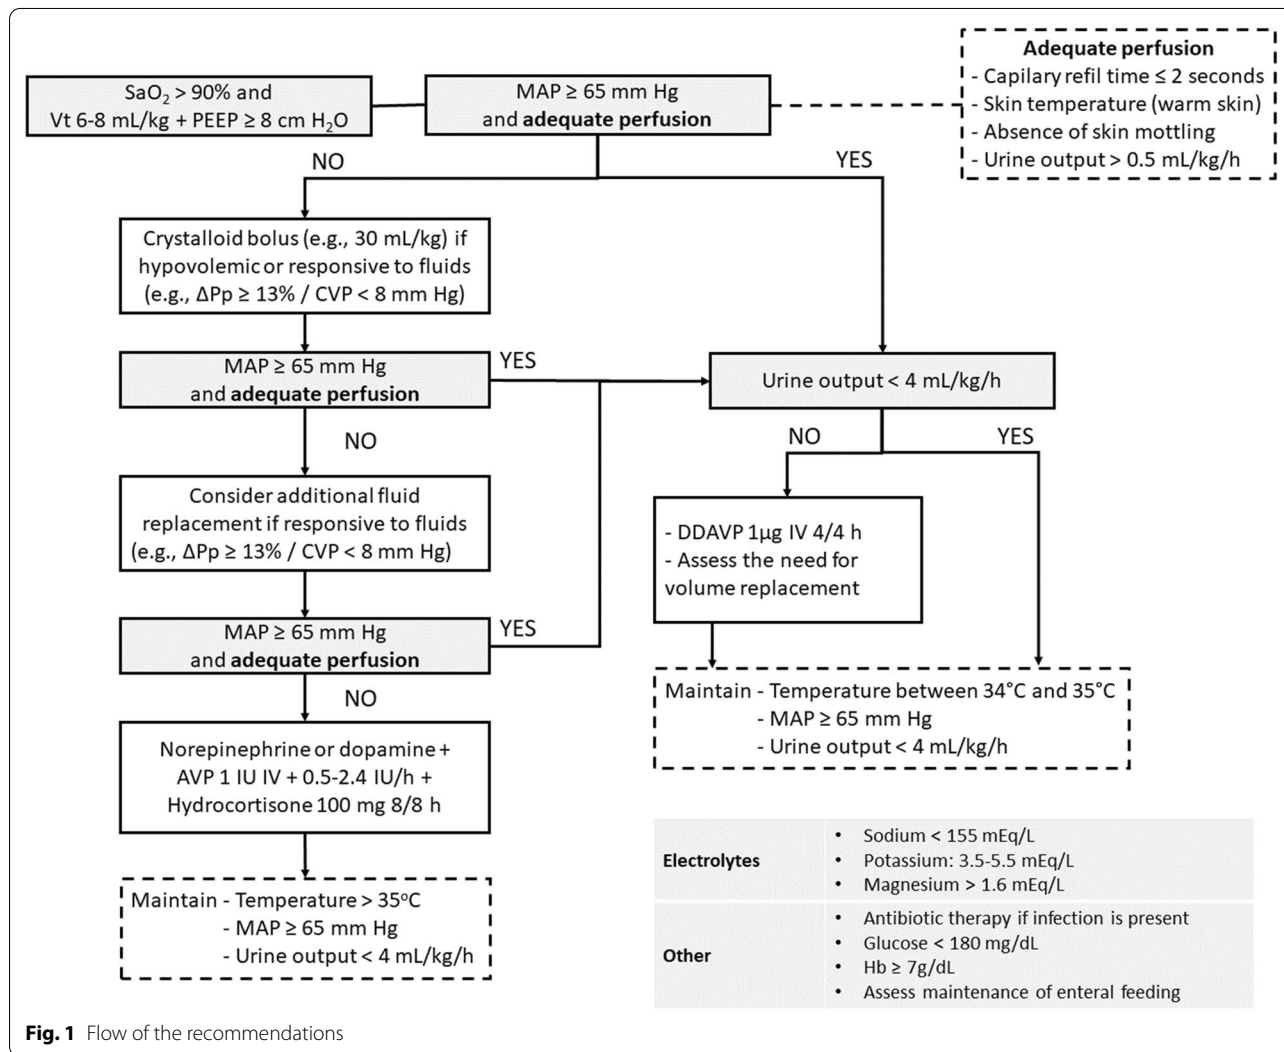 SaO2 > 90% and
Vt 6-8 mL/kg + PEEP ≥ 8 cm H2O
MAP ≥ 65 mm Hg
and adequate perfusion
Adequate perfusion
- Capilary refil time ≤ 2 seconds
- Skin temperature (warm skin)
- Absence of skin mottling
- Urine output > 0.5 mL/kg/h
NO
YES
Crystalloid bolus (e.g., 30 mL/kg) if
hypovolemic or responsive to fluids
(e.g., ΔPp ≥ 13% / CVP < 8 mm Hg)
MAP ≥ 65 mm Hg
and adequate perfusion
YES
Urine output < 4 mL/kg/h
NO
NO
YES
Consider additional fluid
replacement if responsive to fluids
(e.g., ΔPp ≥ 13% / CVP < 8 mm Hg)
- DDAVP 1µg IV 4/4 h
- Assess the need for
volume replacement
MAP ≥ 65 mm Hg
and adequate perfusion
YES
NO
Maintain - Temperature between 34°C and 35°C
- MAP ≥ 65 mm Hg
- Urine output < 4 mL/kg/h
Norepinephrine or dopamine +
AVP 1 IU IV + 0.5-2.4 IU/h +
Hydrocortisone 100 mg 8/8 h
Maintain - Temperature > 35ºC
- MAP ≥ 65 mm Hg
- Urine output < 4 mL/kg/h
Electrolytes
• Sodium < 155 mEq/L
• Potassium: 3.5-5.5 mEq/L
• Magnesium > 1.6 mEq/L
Other
• Antibiotic therapy if infection is present
• Glucose < 180 mg/dL
• Hb ≥ 7g/dL
• Assess maintenance of enteral feeding
Fig. 1 Flow of the recommendations